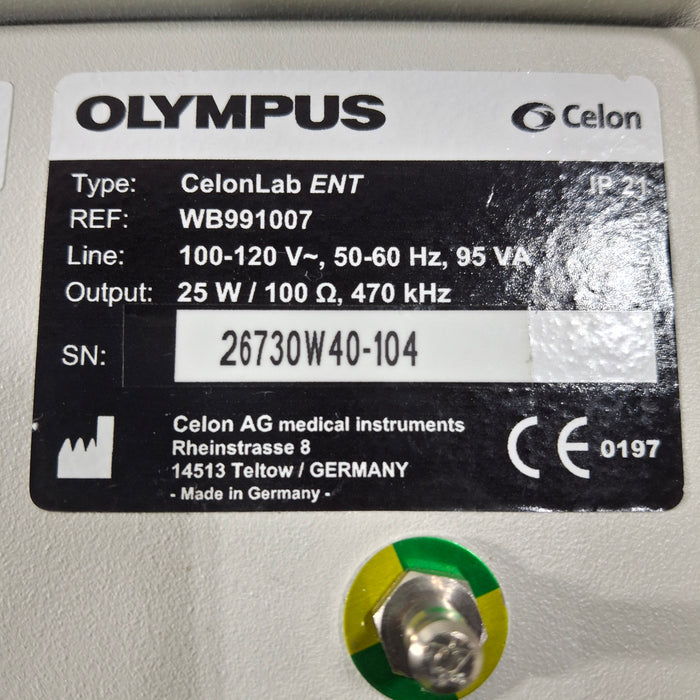 OLYMPUS Celon
Type: CelonLab ENT IP 21
REF: WB991007
Line: 100-120 V~, 50-60 Hz, 95 VA
Output: 25 W / 100 Ω, 470 kHz
SN: 26730W40-104
Celon AG medical instruments
Rheinstrasse 8
14513 Teltow / GERMANY
- Made in Germany -
CE 0197